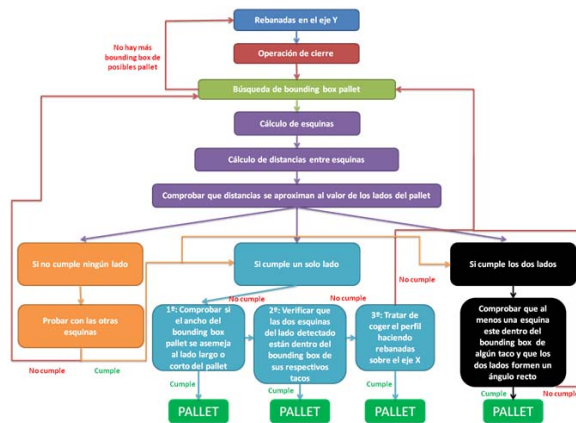 Rebanadas en el eje Y
No hay más
bounding box de
posibles pallet
Operación de cierre
Búsqueda de bounding box pallet
Cálculo de esquinas
Cálculo de distancias entre esquinas
Comprobar que distancias se aproximan al valor de los lados del pallet
Si no cumple ningún lado
Si cumple un solo lado
Si cumple los dos lados
No cumple
No cumple
No cumple
Probar con las otras
esquinas
1º: Comprobar si
el ancho del
bounding box
pallet se asemeja
al lado largo o
corto del pallet
2º: Verificar que
las dos esquinas
del lado detectado
están dentro del
bounding box de
sus respectivos
tacos
3º: Tratar de
coger el perfil
haciendo
rebanadas
sobre el eje X
Comprobar que al
menos una esquina
este dentro del
bounding box de
algún taco y que los
dos lados formen un
ángulo recto
No cumple
Cumple
Cumple
Cumple
Cumple
Cumple
No cumple
PALLET
PALLET
PALLET
PALLET